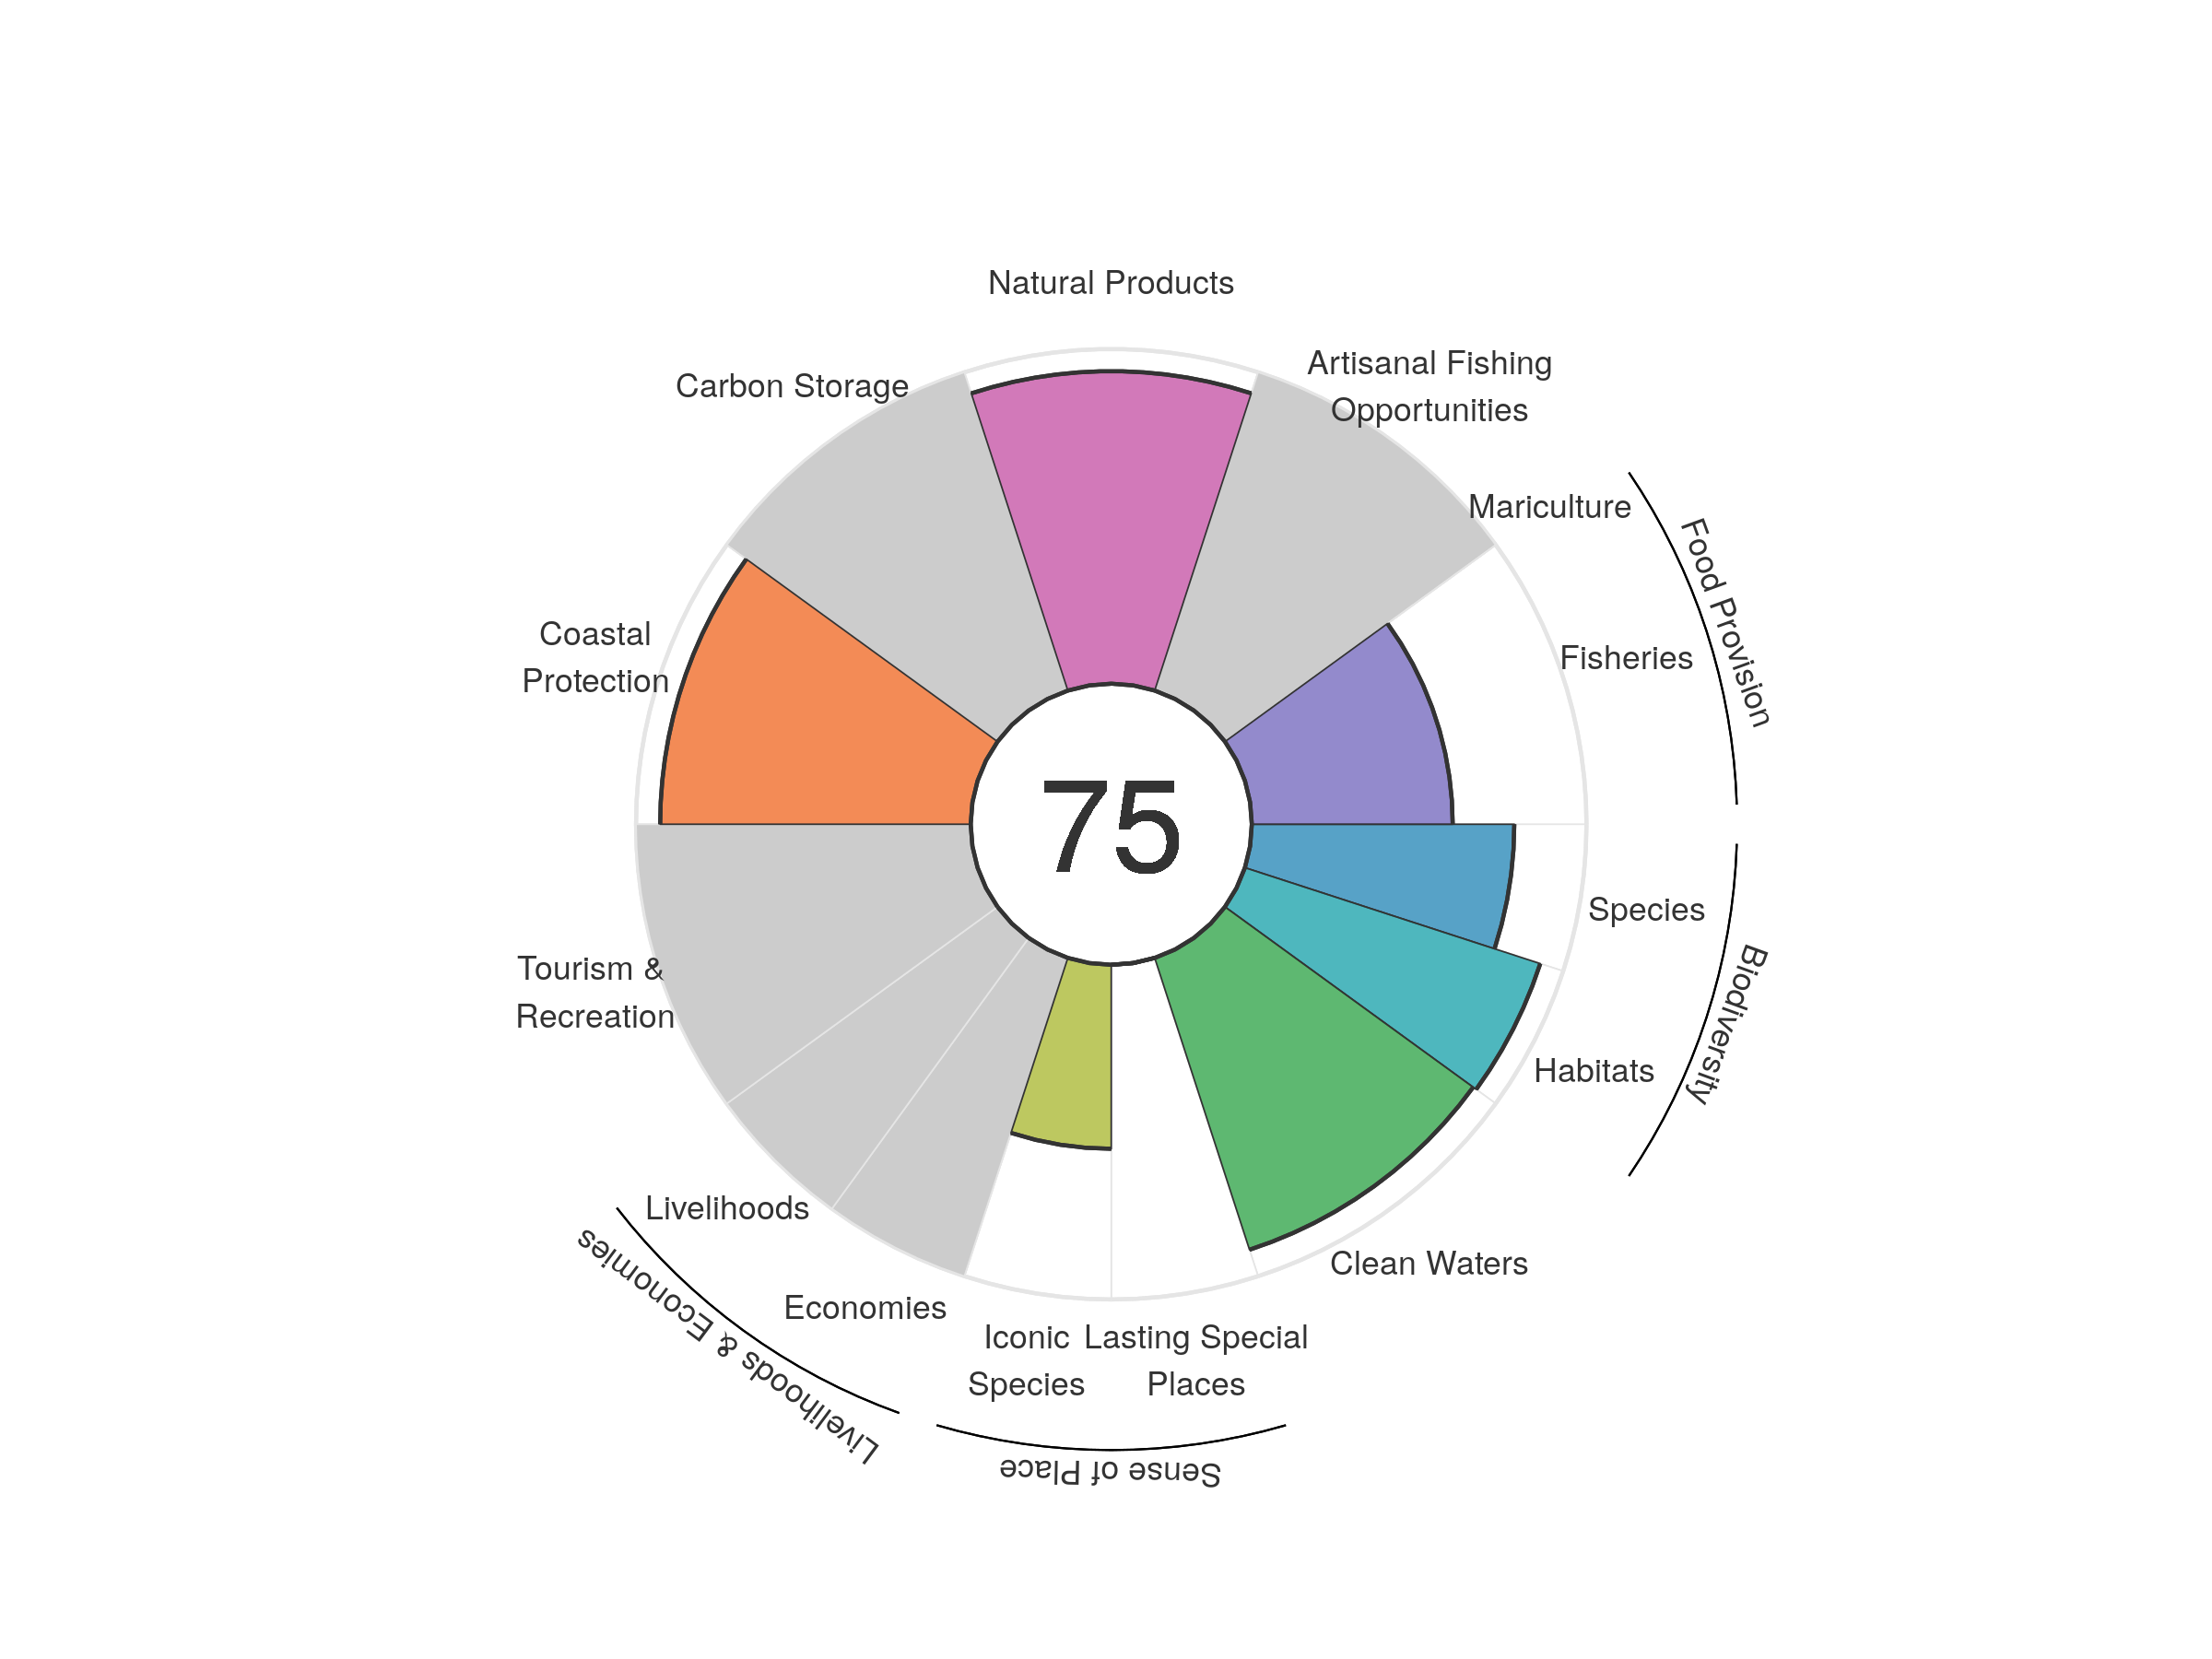 Natural Products
Artisanal Fishing
Opportunities
Carbon Storage
Mariculture
Food Provision
Fisheries
Coastal
Protection
75
Species
Biodiversity
Habitats
Tourism &
Recreation
Livelihoods
Livelihoods & Economies
Economies
Clean Waters
Iconic
Species
Lasting Special
Places
Sense of Place